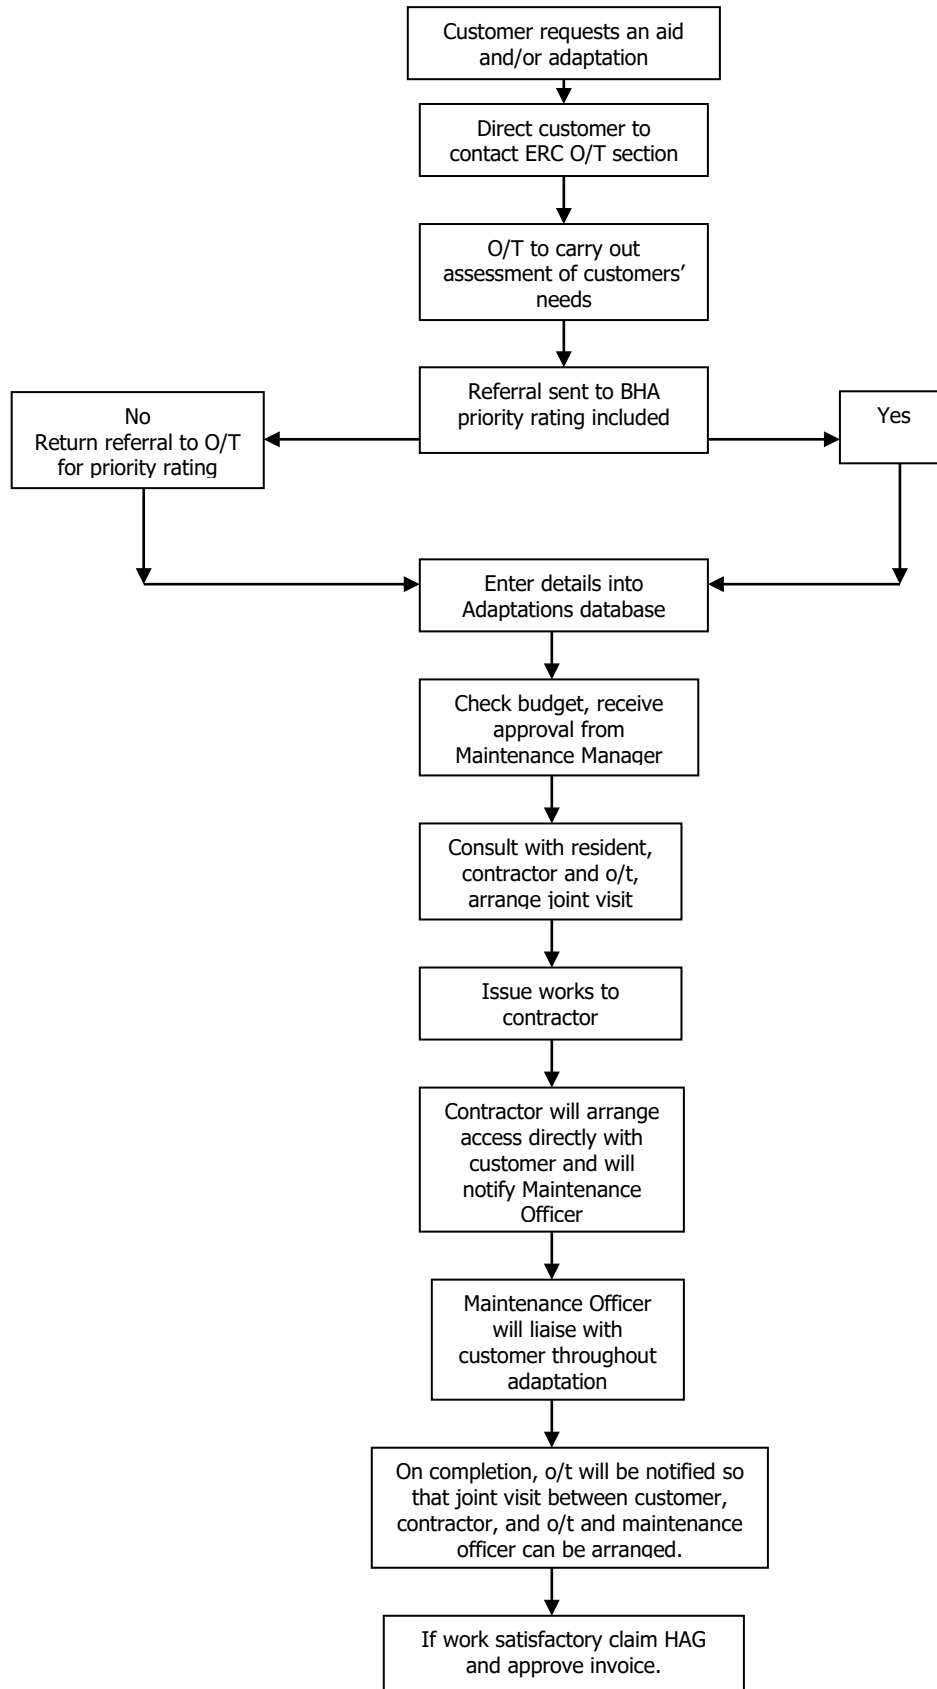 Customer requests an aid
and/or adaptation
Direct customer to
contact ERC O/T section
O/T to carry out
assessment of customers’
needs
Referral sent to BHA
priority rating included
No
Return referral to O/T
for priority rating
Yes
Enter details into
Adaptations database
Check budget, receive
approval from
Maintenance Manager
Consult with resident,
contractor and o/t,
arrange joint visit
Issue works to
contractor
Contractor will arrange
access directly with
customer and will
notify Maintenance
Officer
Maintenance Officer
will liaise with
customer throughout
adaptation
On completion, o/t will be notified so
that joint visit between customer,
contractor, and o/t and maintenance
officer can be arranged.
If work satisfactory claim HAG
and approve invoice.